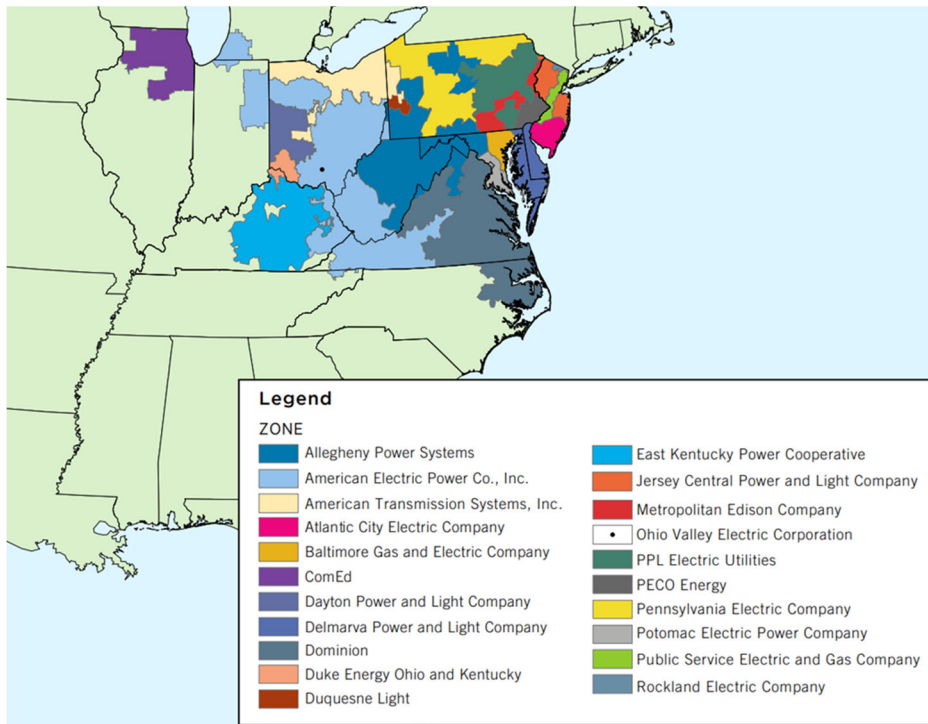 Legend
ZONE
Allegheny Power Systems
American Electric Power Co., Inc.
American Transmission Systems, Inc.
Atlantic City Electric Company
Baltimore Gas and Electric Company
ComEd
Dayton Power and Light Company
Delmarva Power and Light Company
Dominion
Duke Energy Ohio and Kentucky
Duquesne Light
East Kentucky Power Cooperative
Jersey Central Power and Light Company
Metropolitan Edison Company
Ohio Valley Electric Corporation
PPL Electric Utilities
PECO Energy
Pennsylvania Electric Company
Potomac Electric Power Company
Public Service Electric and Gas Company
Rockland Electric Company